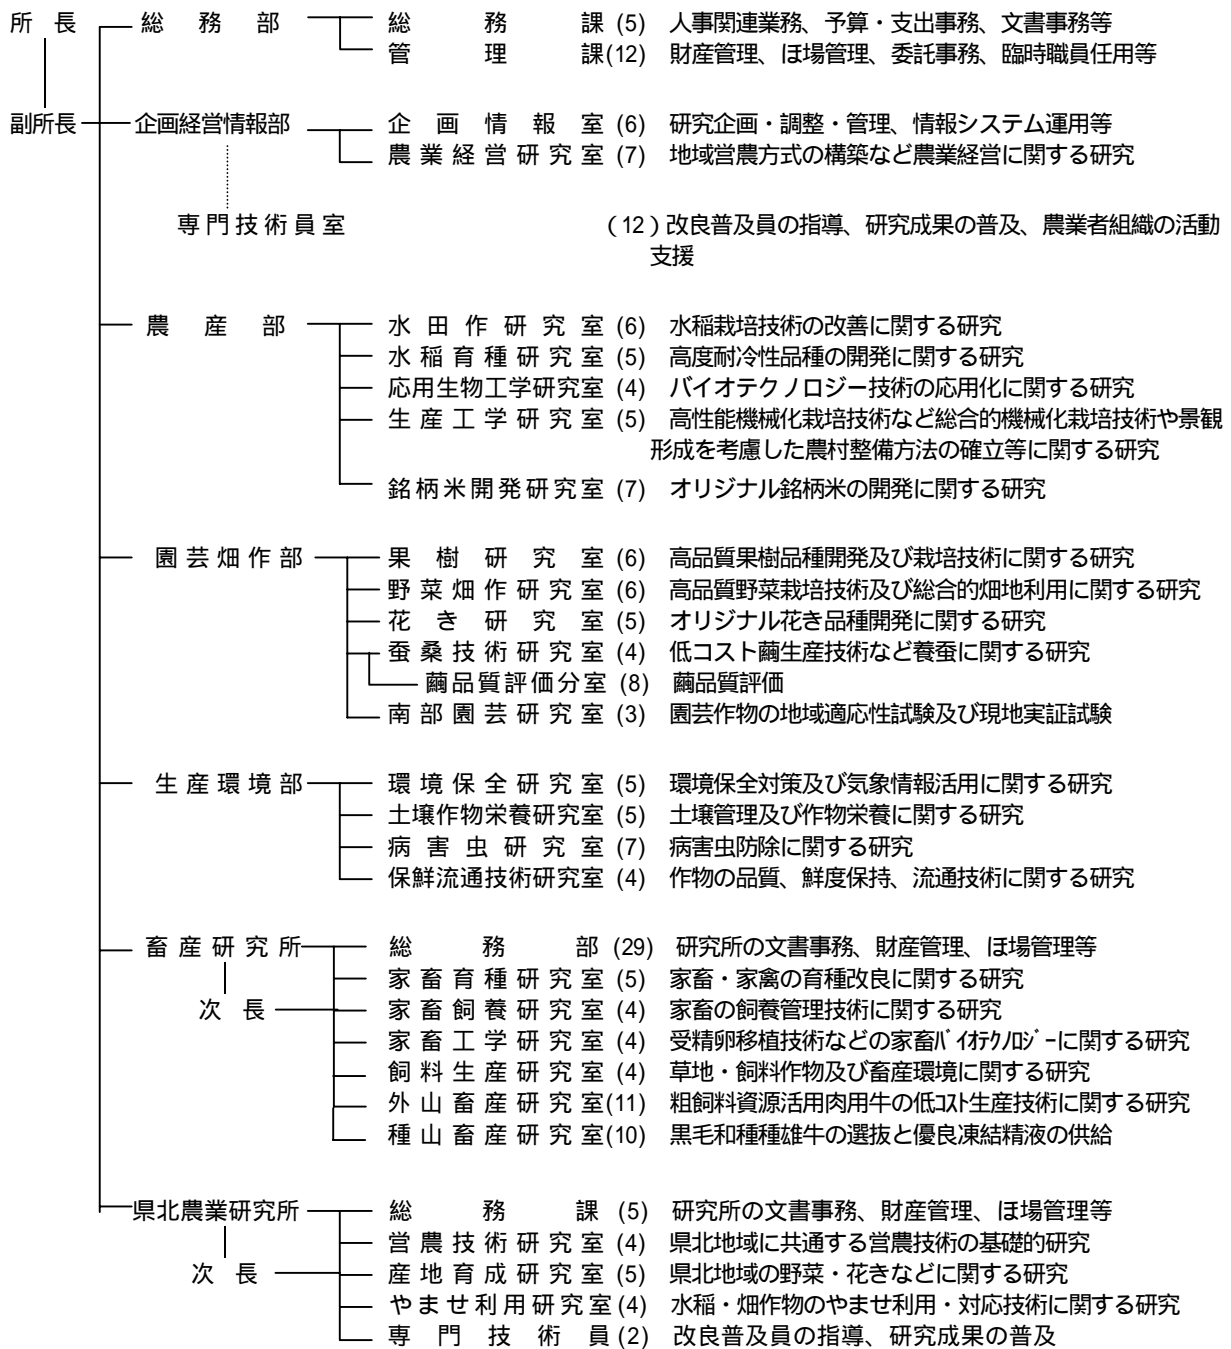 所長 総務部 総務課 (5) 人事関連業務、予算・支出事務、文書事務等
管理課(12) 財産管理、ほ場管理、委託事務、臨時職員任用等
副所長 企画経営情報部 企画情報室 (6) 研究企画・調整・管理、情報システム運用等
農業経営研究室 (7) 地域営農方式の構築など農業経営に関する研究
専門技術員室 (12)改良普及員の指導、研究成果の普及、農業者組織の活動
支援
農産部 水田作研究室 (6) 水稲栽培技術の改善に関する研究
水稲育種研究室 (5) 高度耐冷性品種の開発に関する研究
応用生物工学研究室 (4) バイオテクノロジー技術の応用化に関する研究
生産工学研究室 (5) 高性能機械化栽培技術など総合的機械化栽培技術や景観
形成を考慮した農村整備方法の確立等に関する研究
銘柄米開発研究室 (7) オリジナル銘柄米の開発に関する研究
園芸畑作部 果樹研究室 (6) 高品質果樹品種開発及び栽培技術に関する研究
野菜畑作研究室 (6) 高品質野菜栽培技術及び総合的畑地利用に関する研究
花き研究室 (5) オリジナル花き品種開発に関する研究
蚕桑技術研究室 (4) 低コスト繭生産技術など養蚕に関する研究
繭品質評価分室 (8) 繭品質評価
南部園芸研究室 (3) 園芸作物の地域適応性試験及び現地実証試験
生産環境部 環境保全研究室 (5) 環境保全対策及び気象情報活用に関する研究
土壌作物栄養研究室 (5) 土壌管理及び作物栄養に関する研究
病害虫研究室 (7) 病害虫防除に関する研究
保鮮流通技術研究室 (4) 作物の品質、鮮度保持、流通技術に関する研究
畜産研究所 総務部 (29) 研究所の文書事務、財産管理、ほ場管理等
家畜育種研究室 (5) 家畜・家禽の育種改良に関する研究
次長 家畜飼養研究室 (4) 家畜の飼養管理技術に関する研究
家畜工学研究室 (4) 受精卵移植技術などの家畜ﾊﾞｲｵﾃｸﾉﾛｼﾞｰに関する研究
飼料生産研究室 (4) 草地・飼料作物及び畜産環境に関する研究
外山畜産研究室(11) 粗飼料資源活用肉用牛の低ｺｽﾄ生産技術に関する研究
種山畜産研究室(10) 黒毛和種種雄牛の選抜と優良凍結精液の供給
県北農業研究所 総務課 (5) 研究所の文書事務、財産管理、ほ場管理等
営農技術研究室 (4) 県北地域に共通する営農技術の基礎的研究
次長 産地育成研究室 (5) 県北地域の野菜・花きなどに関する研究
やませ利用研究室(4) 水稲・畑作物のやませ利用・対応技術に関する研究
専門技術員(2) 改良普及員の指導、研究成果の普及